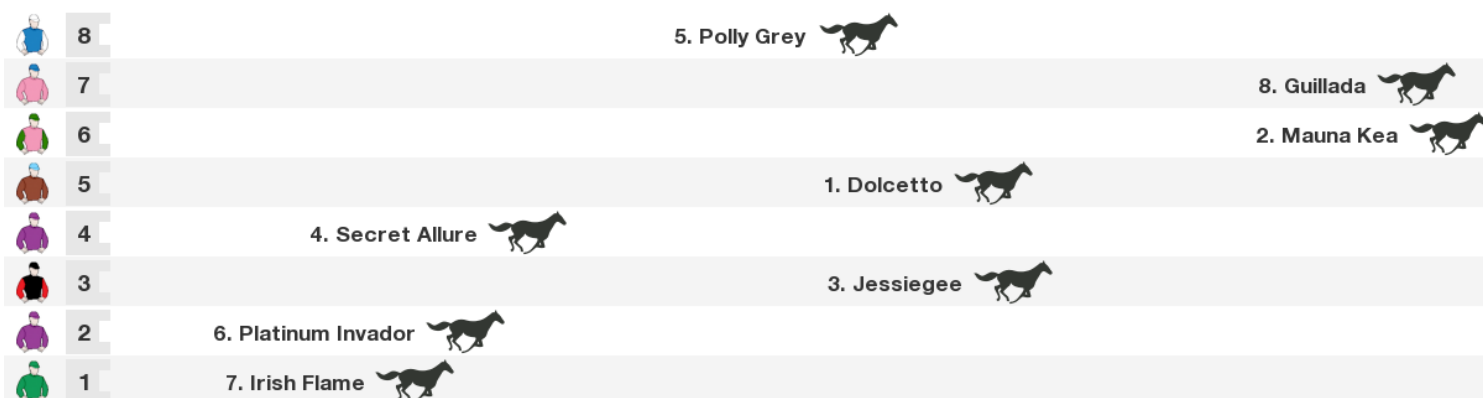 8 5. Polly Grey
7 8. Guillada
6 2. Mauna Kea
5 1. Dolcetto
4 4. Secret Allure
3 3. Jessiegee
2 6. Platinum Invador
1 7. Irish Flame